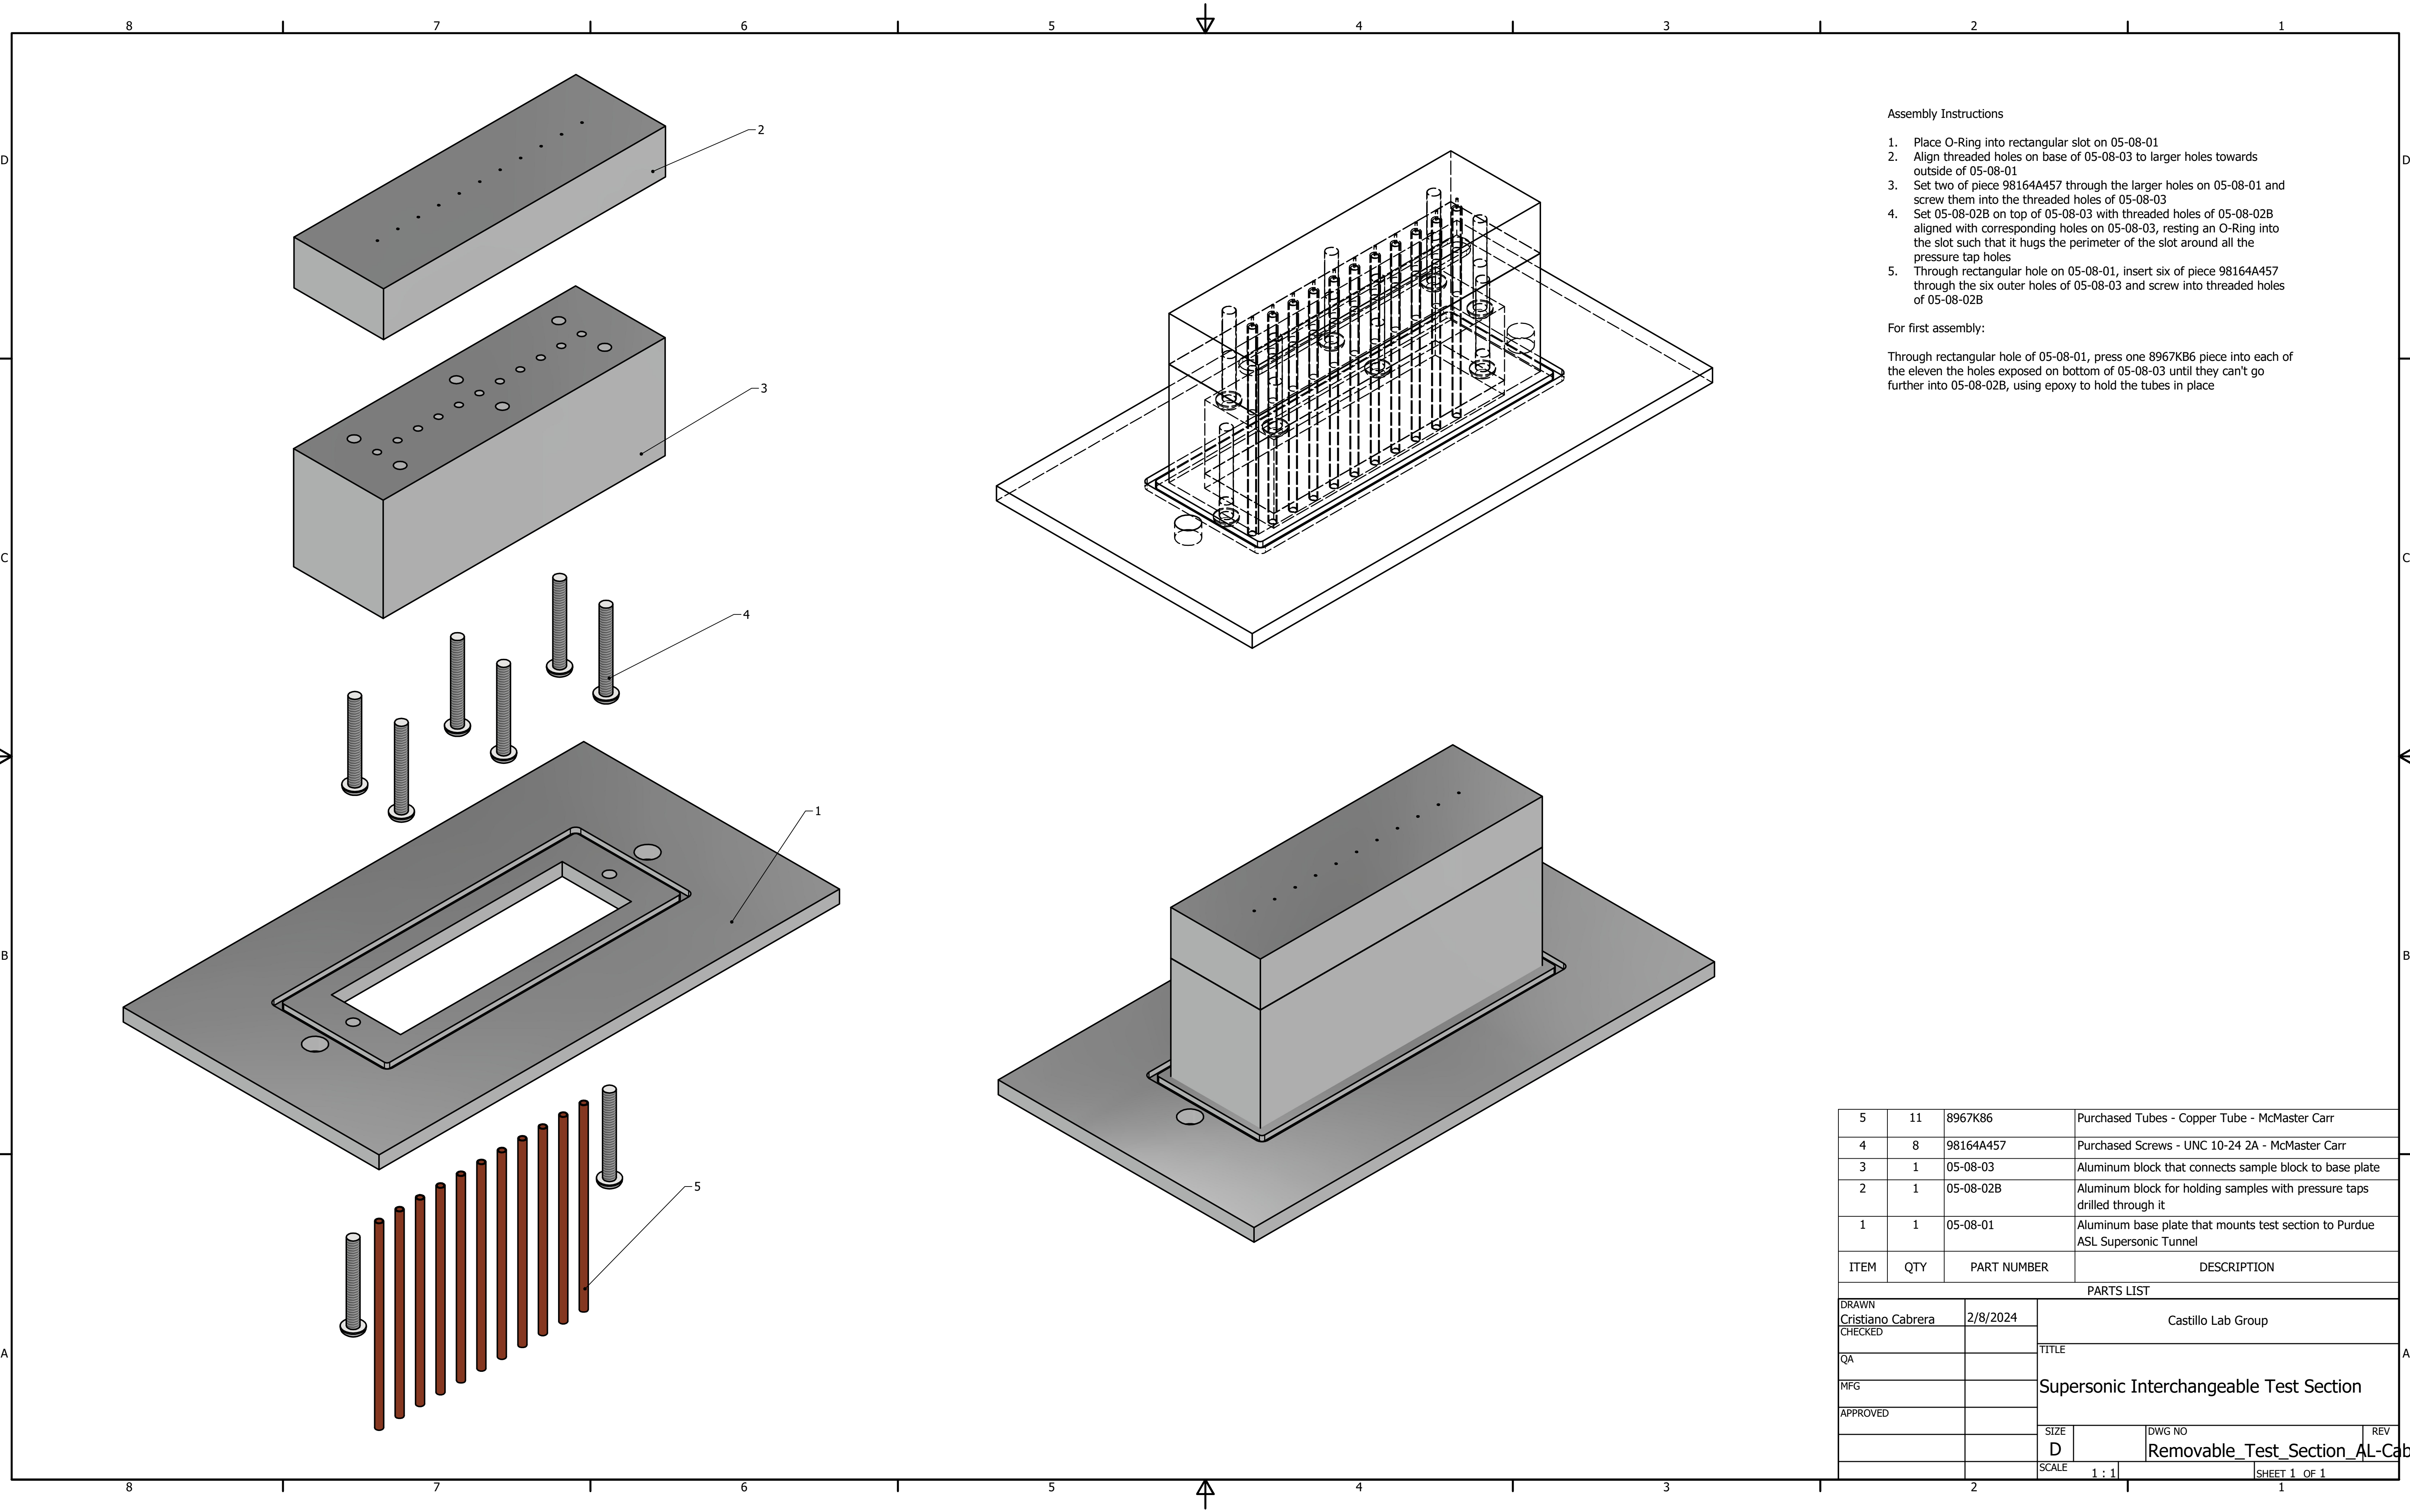 8 7 6 5 4 3 2 1
D
D
C
C
B
B
A
A
2
3
4
1
5
Assembly Instructions
1. Place O-Ring into rectangular slot on 05-08-01
2. Align threaded holes on base of 05-08-03 to larger holes towards
outside of 05-08-01
3. Set two of piece 98164A457 through the larger holes on 05-08-01 and
screw them into the threaded holes of 05-08-03
4. Set 05-08-02B on top of 05-08-03 with threaded holes of 05-08-02B
aligned with corresponding holes on 05-08-03, resting an O-Ring into
the slot such that it hugs the perimeter of the slot around all the
pressure tap holes
5. Through rectangular hole on 05-08-01, insert six of piece 98164A457
through the six outer holes of 05-08-03 and screw into threaded holes
of 05-08-02B
For first assembly:
Through rectangular hole of 05-08-01, press one 8967KB6 piece into each of
the eleven the holes exposed on bottom of 05-08-03 until they can't go
further into 05-08-02B, using epoxy to hold the tubes in place
5 11 8967K86 Purchased Tubes - Copper Tube - McMaster Carr
4 8 98164A457 Purchased Screws - UNC 10-24 2A - McMaster Carr
3 1 05-08-03 Aluminum block that connects sample block to base plate
2 1 05-08-02B Aluminum block for holding samples with pressure taps
drilled through it
1 1 05-08-01 Aluminum base plate that mounts test section to Purdue
ASL Supersonic Tunnel
ITEM QTY PART NUMBER DESCRIPTION
PARTS LIST
DRAWN
Cristiano Cabrera 2/8/2024
CHECKED
QA
MFG
APPROVED
Castillo Lab Group
TITLE
Supersonic Interchangeable Test Section
SIZE
D
DWG NO
Removable_Test_Section_AL-Cab
REV
SCALE
1 : 1
SHEET 1 OF 1
8 7 6 5 4 3 2 1